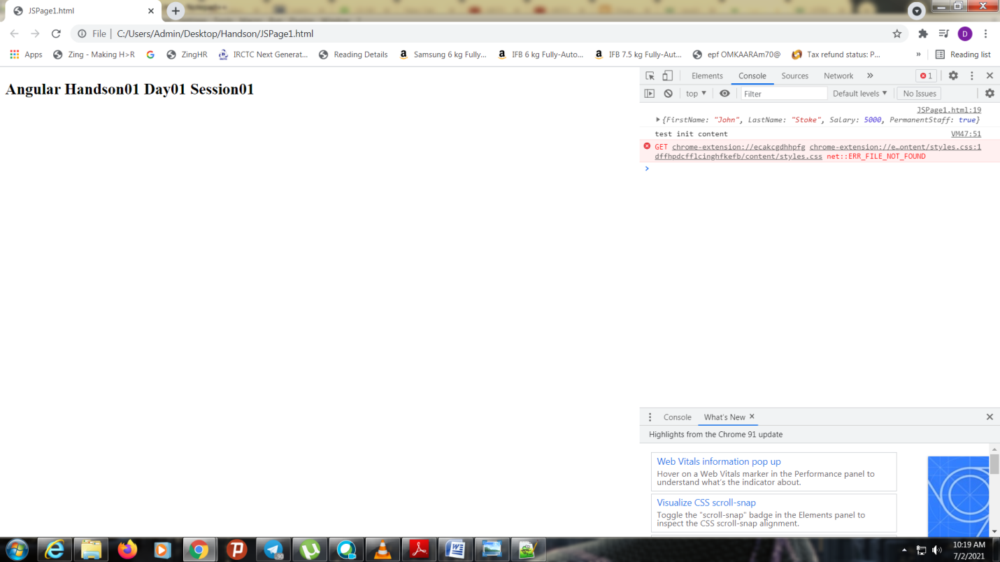 JSPage1.html
File
C:/Users/Admin/Desktop/Handson/JSPage1.html
D
Apps
Zing - Making H>R
G
ZingHR
IRCTC Next Generat...
Reading Details
a Samsung 6 kg Fully...
a IFB 6 kg Fully-Auto...
a IFB 7.5 kg Fully-Aut...
epf OMKAARAm70@
Tax refund status: P...
»
Reading list
Angular Handson01 Day01 Session01
Elements Console Sources Network » 1
top Filter Default levels No Issues
JSPage1.html:19
{FirstName: "John", LastName: "Stoke", Salary: 5000, PermanentStaff: true}
test init content VM47:51
GET chrome-extension://ecakcgdhhpfg chrome-extension://e…ontent/styles.css:1
dffhpdcfflcinghfkefb/content/styles.css net::ERR_FILE_NOT_FOUND
Console What's New
Highlights from the Chrome 91 update
Web Vitals information pop up
Hover on a Web Vitals marker in the Performance panel to
understand what's the indicator about.
Visualize CSS scroll-snap
Toggle the "scroll-snap" badge in the Elements panel to
inspect the CSS scroll-snap alignment.
10:19 AM
7/2/2021